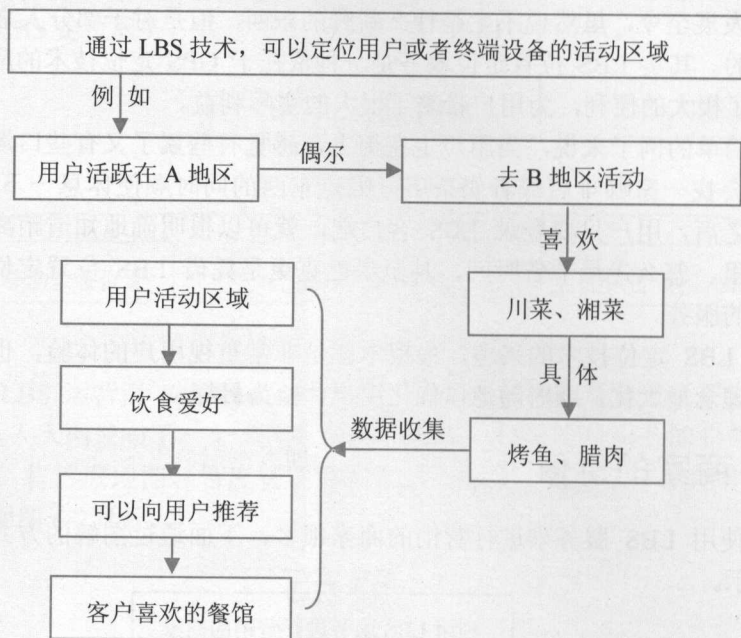 通过 LBS 技术，可以定位用户或者终端设备的活动区域
例 如
用户活跃在 A 地区
偶尔
去 B 地区活动
喜 欢
川菜、湘菜
具 体
烤鱼、腊肉
数据收集
用户活动区域
饮食爱好
可以向用户推荐
客户喜欢的餐馆